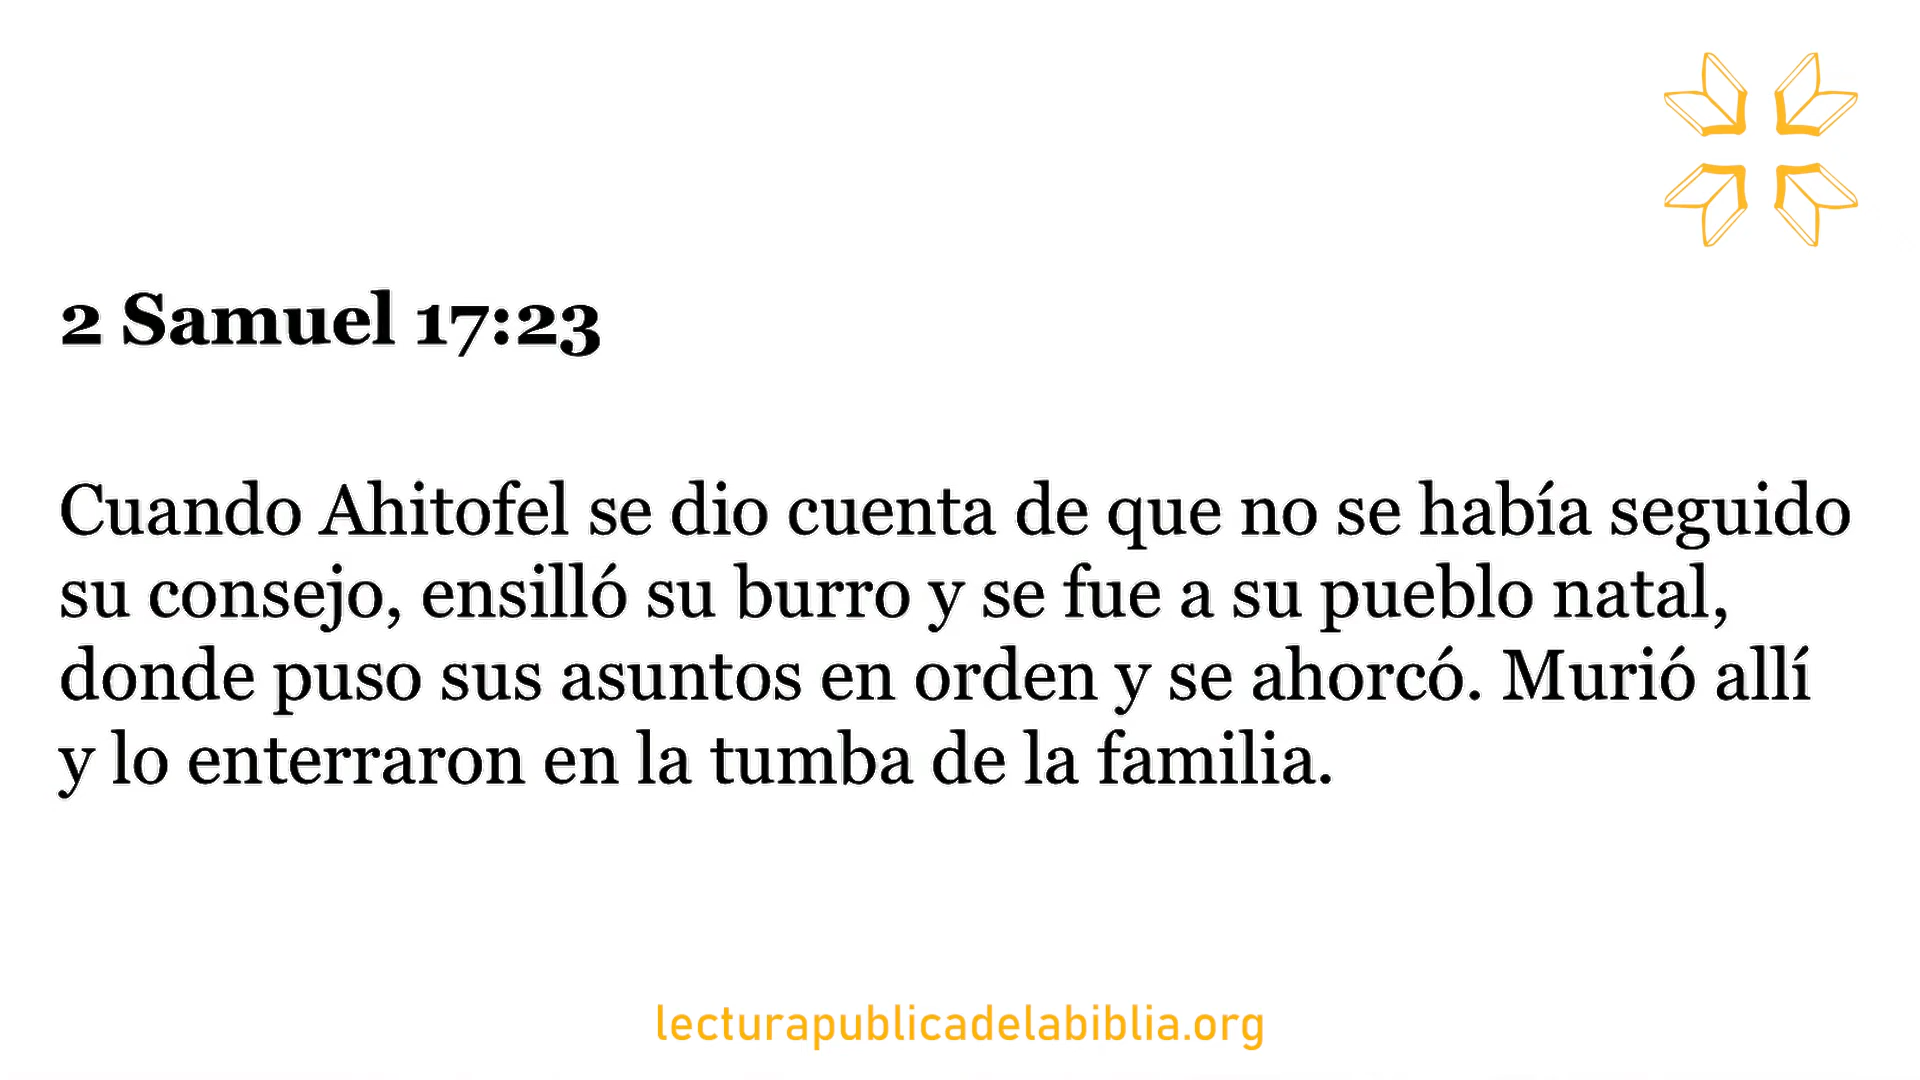 2 Samuel 17:23
Cuando Ahitofel se dio cuenta de que no se había seguido
su consejo, ensilló su burro y se fue a su pueblo natal,
donde puso sus asuntos en orden y se ahorcó. Murió allí
y lo enterraron en la tumba de la familia.
lecturapublicadelabiblia.org